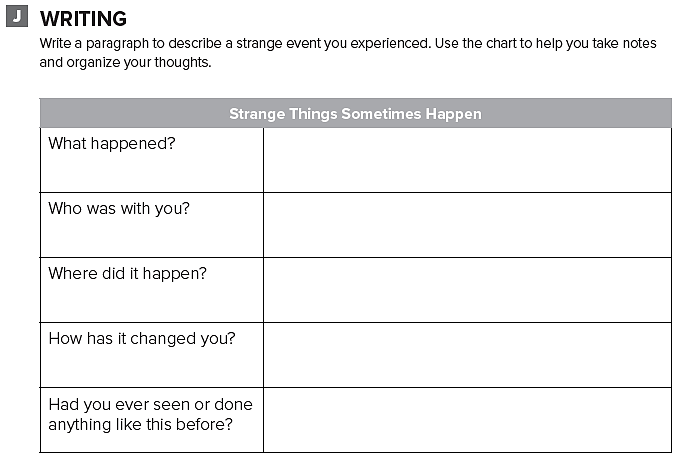 J WRITING
Write a paragraph to describe a strange event you experienced. Use the chart to help you take notes
and organize your thoughts.
Strange Things Sometimes Happen
What happened?
Who was with you?
Where did it happen?
How has it changed you?
Had you ever seen or done
anything like this before?